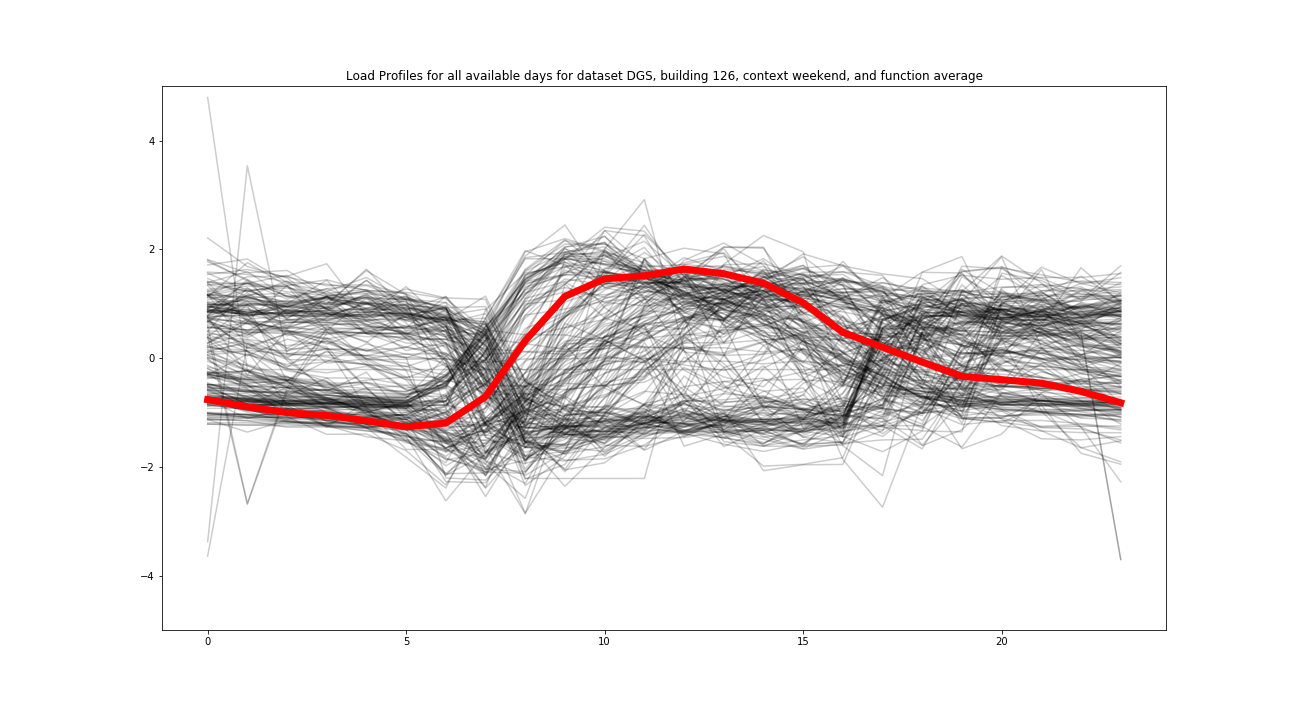 Load Profiles for all available days for dataset DGS, building 126, context weekend, and function average
4
2
0
−2
−4
0 5 10 15 20